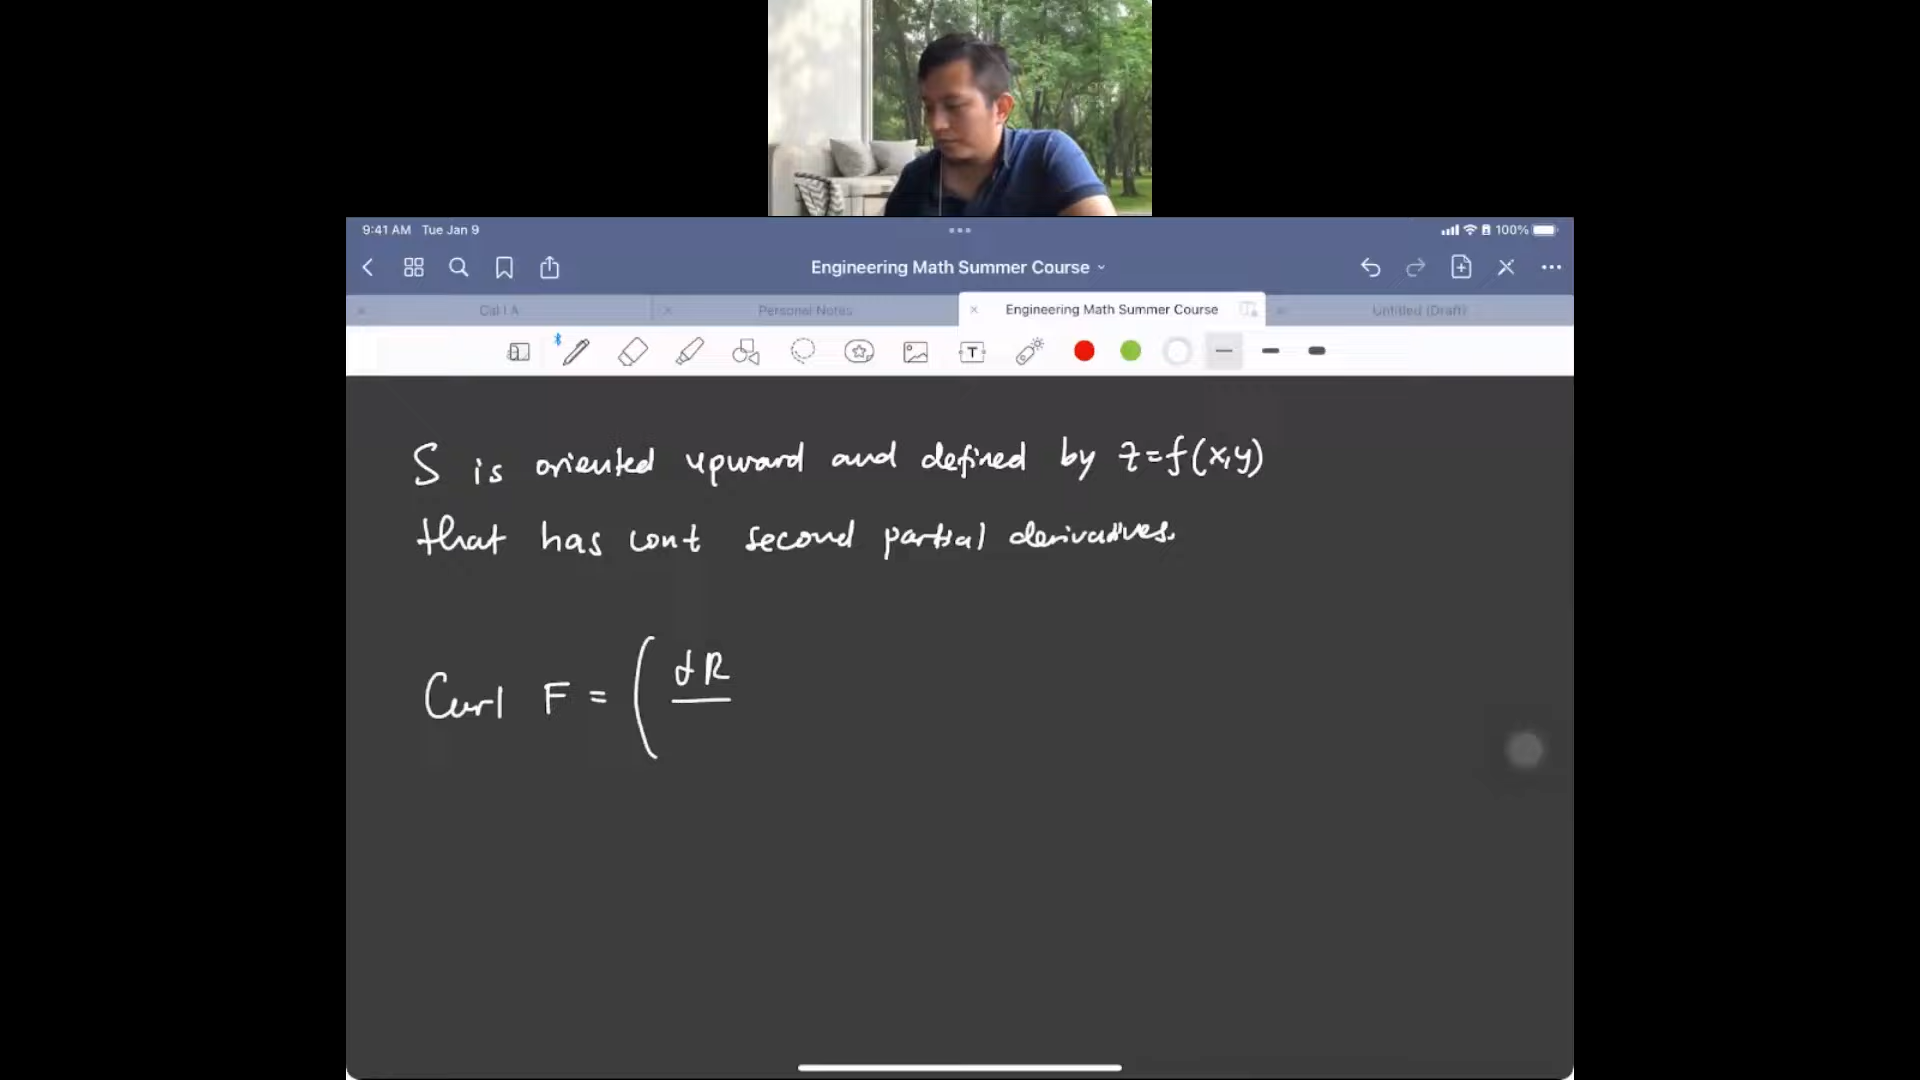 9:41 AM Tue Jan 9
100%
Engineering Math Summer Course
Cal I A
Personal Notes
Engineering Math Summer Course
Untitled (Draft)
T
S is oriented upward and defined by z=f(x,y)
that has cont second partial derivatives.
Curl F = ( ∂R